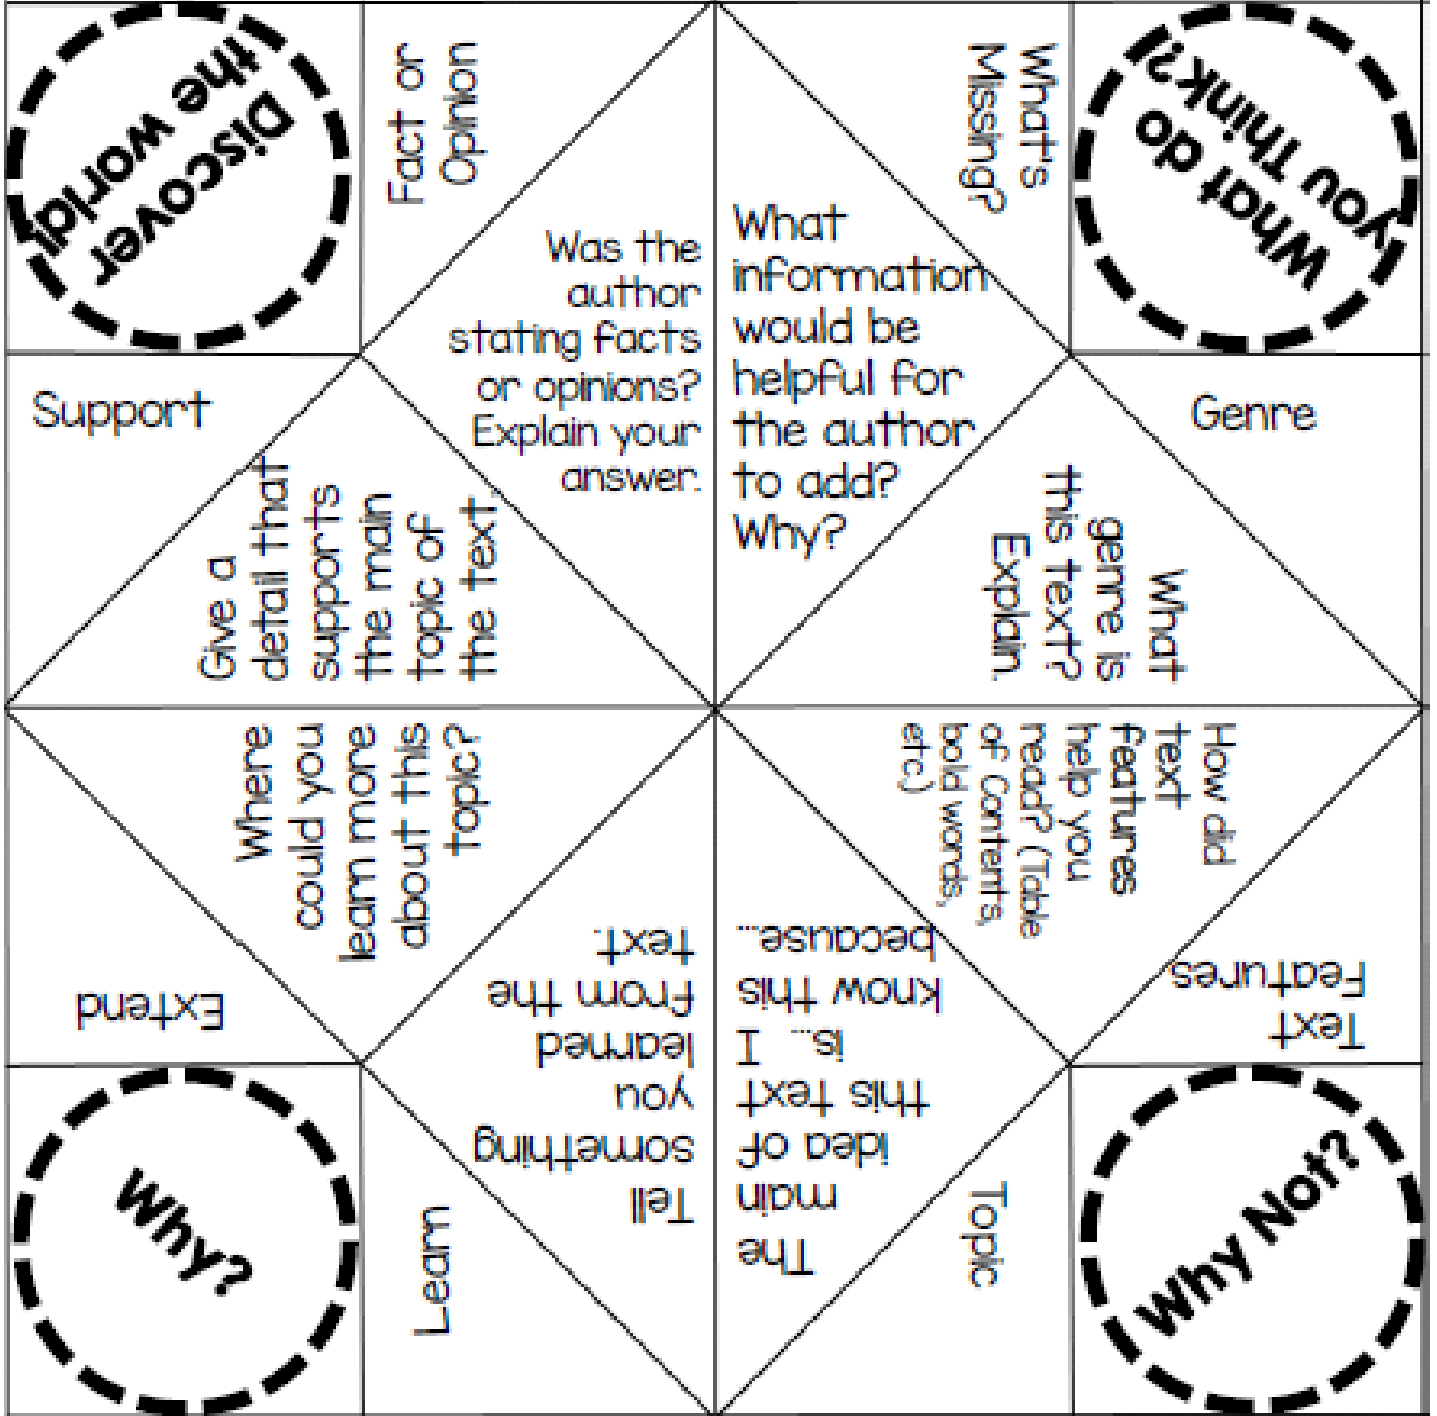 Discover
the world!
Fact or
Opinion
What's
Missing?
What do
you Think?!
Was the
author
stating facts
or opinions?
Explain your
answer.
What
information
would be
helpful for
the author
to add?
Why?
Support
Genre
Give a
detail that
supports
the main
topic of
the text.
What
genre is
this text?
Explain.
Where
could you
learn more
about this
topic?
How did
text
features
help you
read? (Table
of Contents,
bold words,
etc.)
Extend
Text
Features
Tell
something
you
learned
from the
text.
The
main
idea of
this text
is... I
know this
because...
Why?
Learn
Topic
Why Not?